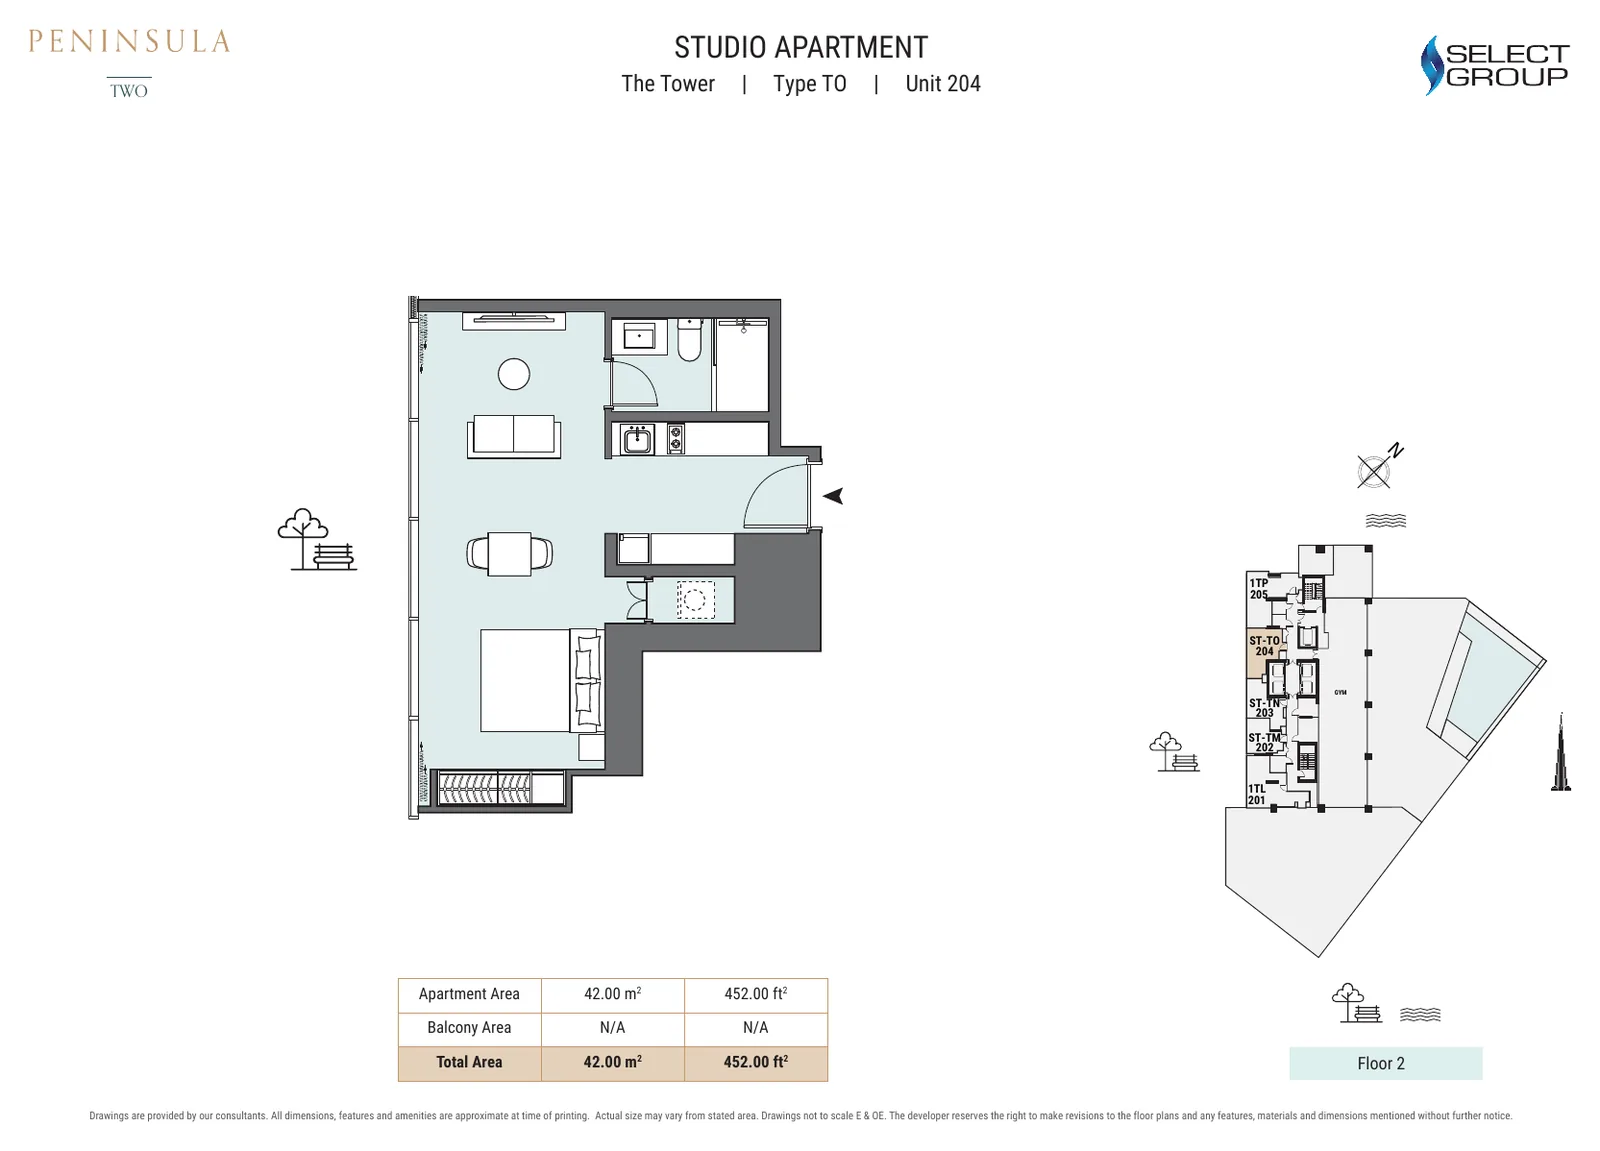 PENINSULA
TWO
STUDIO APARTMENT
The Tower | Type TO | Unit 204
SELECT
GROUP
N
1TP
205
ST-TO
204
GYM
ST-TN
203
ST-TM
202
1TL
201
Apartment Area 42.00 m² 452.00 ft²
Balcony Area N/A N/A
Total Area 42.00 m² 452.00 ft²
Floor 2
Drawings are provided by our consultants. All dimensions, features and amenities are approximate at time of printing. Actual size may vary from stated area. Drawings not to scale E & OE. The developer reserves the right to make revisions to the floor plans and any features, materials and dimensions mentioned without further notice.